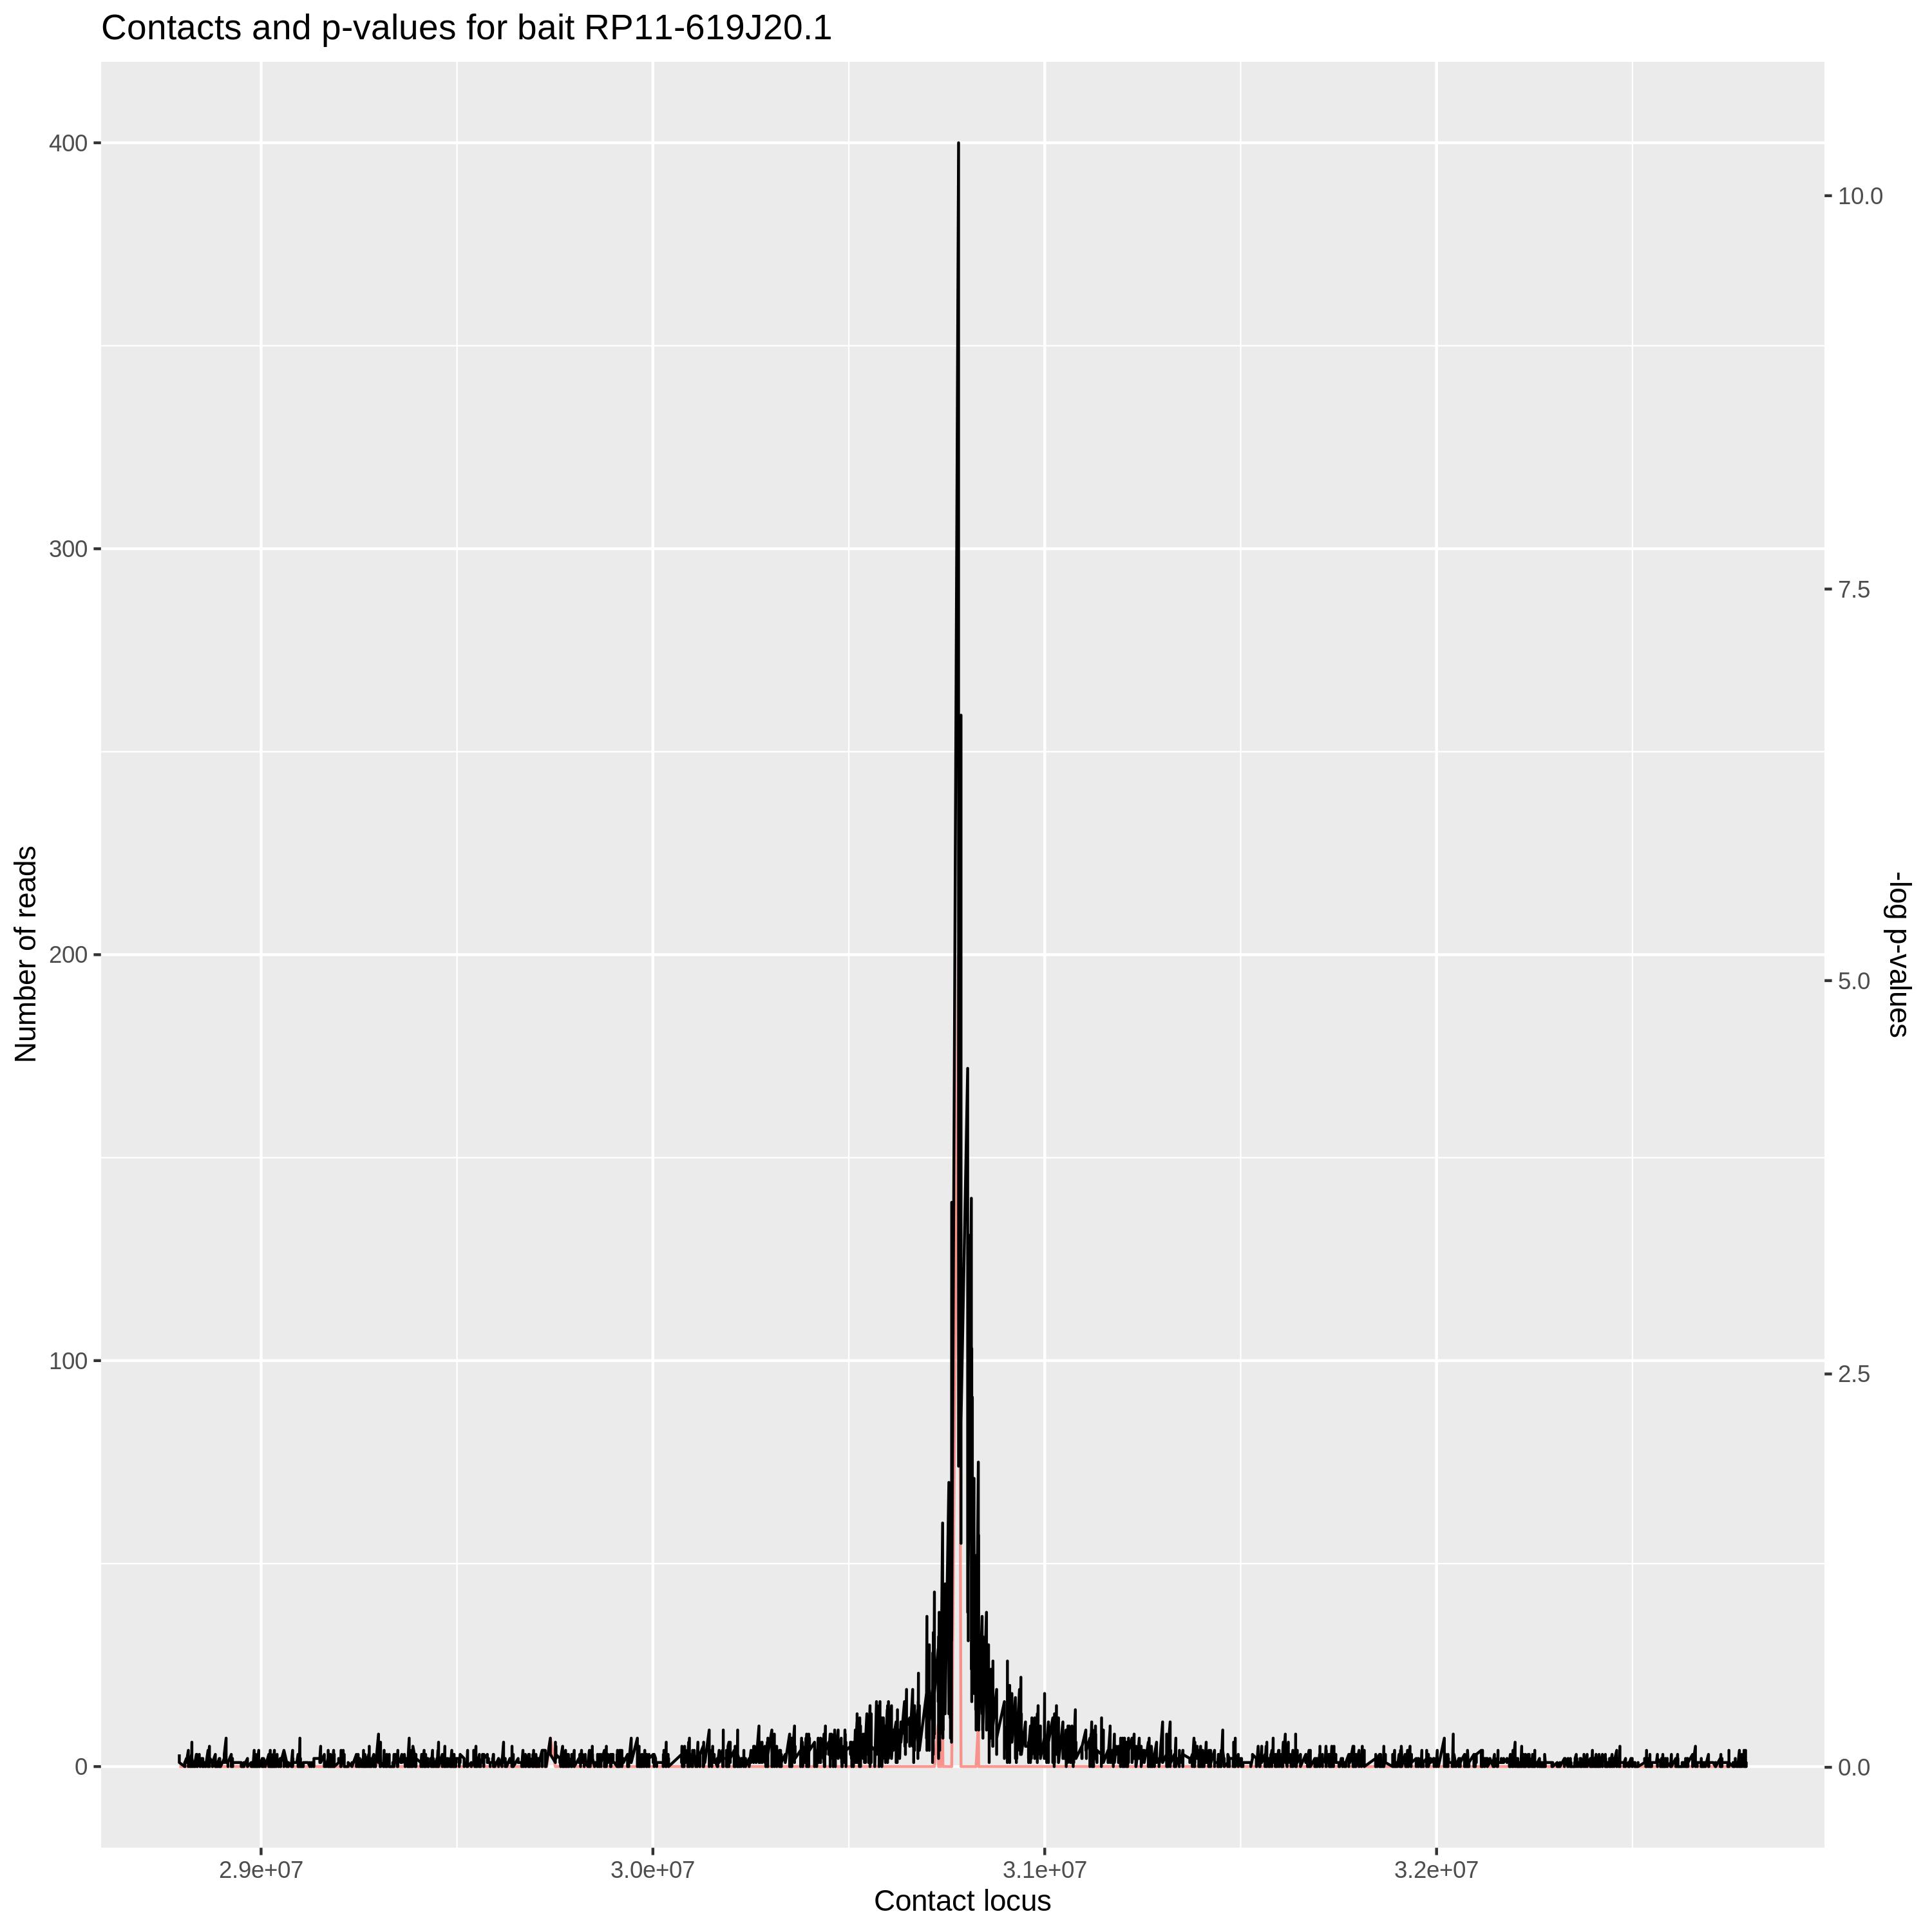 Contacts and p-values for bait RP11-619J20.1
Number of reads
400
300
200
100
0
10.0
7.5
5.0
2.5
0.0
-log p-values
2.9e+07
3.0e+07
3.1e+07
3.2e+07
Contact locus